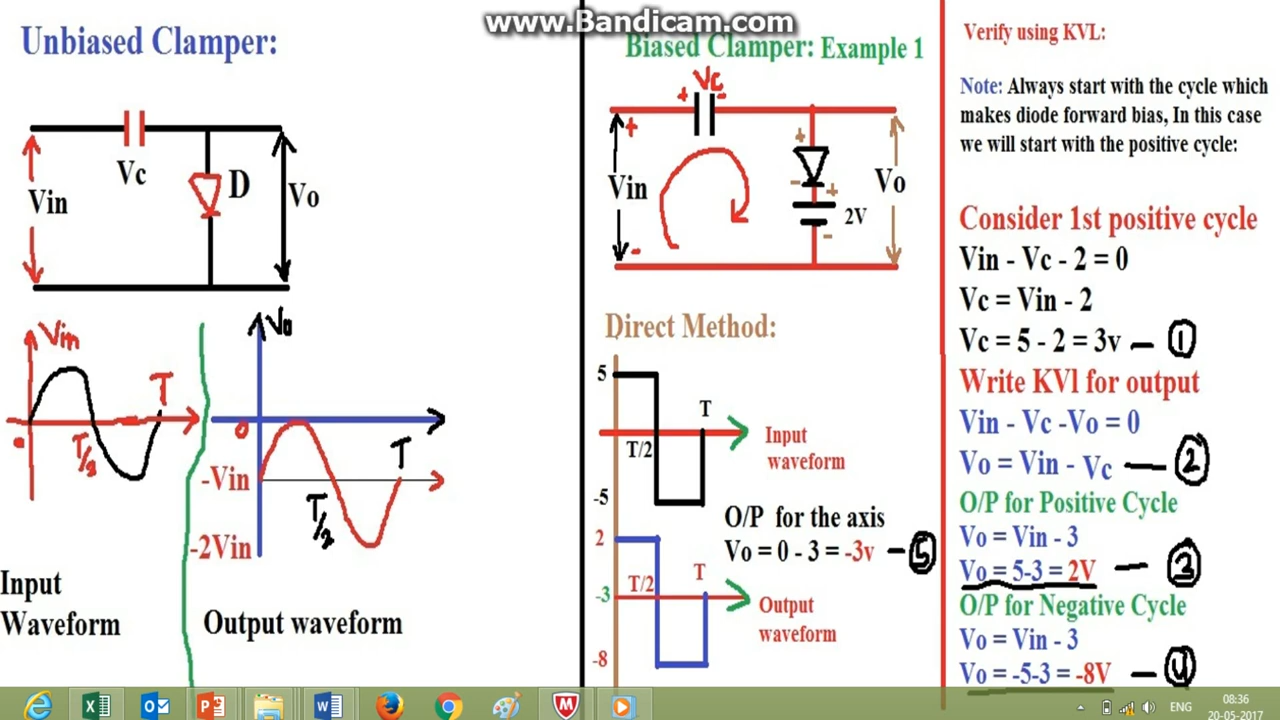 www.Bandicam.com
Unbiased Clamper:
Vc
D
Vin
Vo
Vin
T
T/2
0
Input
Waveform
Vo
0
T
-Vin
T/2
-2Vin
Output waveform
Biased Clamper: Example 1
Vc
+ -
+
+
Vin
Vo
- +
2V
-
-
Direct Method:
5
T
T/2
Input
waveform
-5
O/P for the axis
Vo = 0 - 3 = -3v - 5
2
T/2
T
-3
Output
waveform
-8
Verify using KVL:
Note: Always start with the cycle which
makes diode forward bias, In this case
we will start with the positive cycle:
Consider 1st positive cycle
Vin - Vc - 2 = 0
Vc = Vin - 2
Vc = 5 - 2 = 3v - 1
Write KVl for output
Vin - Vc -Vo = 0
Vo = Vin - Vc - 2
O/P for Positive Cycle
Vo = Vin - 3
Vo = 5-3 = 2V - 3
O/P for Negative Cycle
Vo = Vin - 3
Vo = -5-3 = -8V - 4
ENG
08:36
20-05-2017